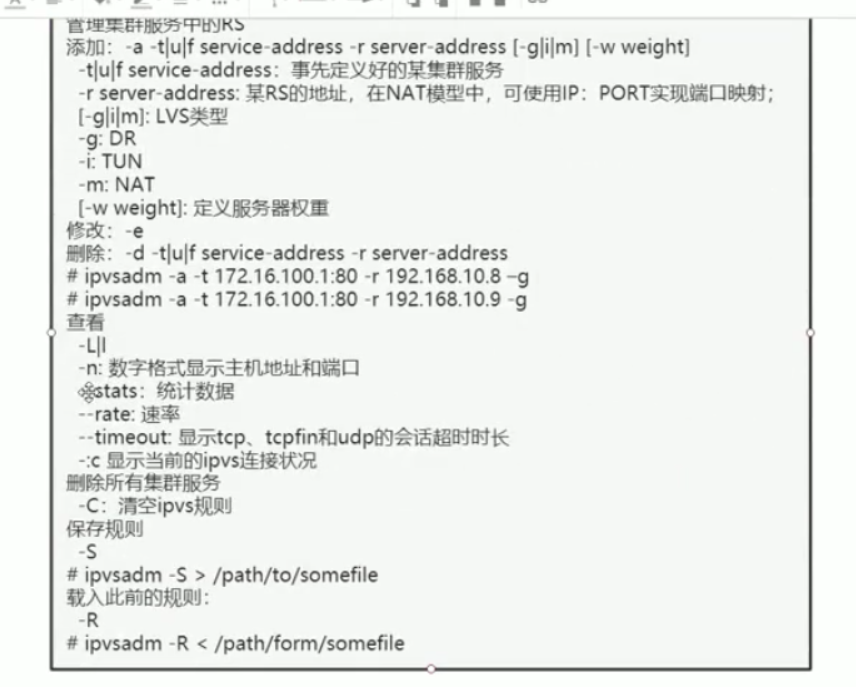 管理集群服务中的RS
添加：-a -t|u|f service-address -r server-address [-g|i|m] [-w weight]
-t|u|f service-address：事先定义好的某集群服务
-r server-address: 某RS的地址，在NAT模型中，可使用IP：PORT实现端口映射；
[-g|i|m]: LVS类型
-g: DR
-i: TUN
-m: NAT
[-w weight]: 定义服务器权重
修改：-e
删除：-d -t|u|f service-address -r server-address
# ipvsadm -a -t 172.16.100.1:80 -r 192.168.10.8 –g
# ipvsadm -a -t 172.16.100.1:80 -r 192.168.10.9 -g
查看
-L|l
-n: 数字格式显示主机地址和端口
stats：统计数据
--rate: 速率
--timeout: 显示tcp、tcpfin和udp的会话超时时长
-:c 显示当前的ipvs连接状况
删除所有集群服务
-C：清空ipvs规则
保存规则
-S
# ipvsadm -S > /path/to/somefile
载入此前的规则：
-R
# ipvsadm -R < /path/form/somefile